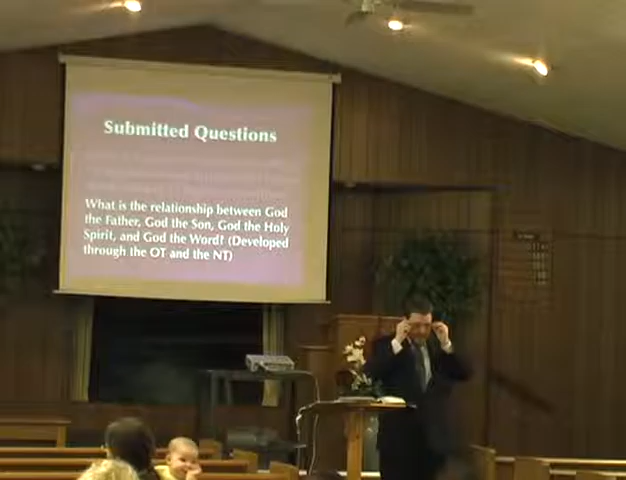 Submitted Questions
What is the relationship between God
the Father, God the Son, God the Holy
Spirit, and God the Word? (Developed
through the OT and the NT)